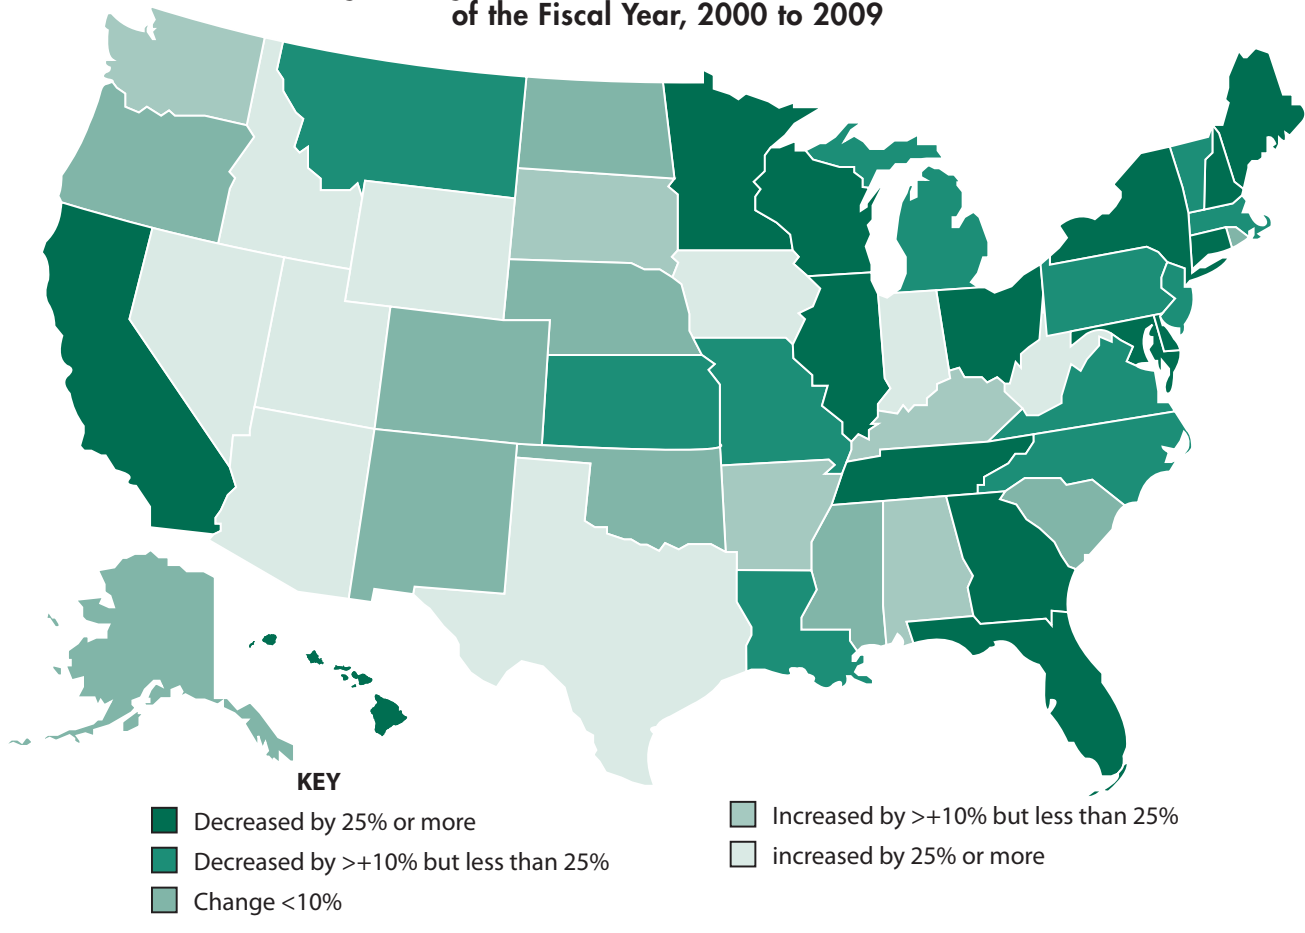 of the Fiscal Year, 2000 to 2009
KEY
Decreased by 25% or more
Decreased by >+10% but less than 25%
Change <10%
Increased by >+10% but less than 25%
increased by 25% or more